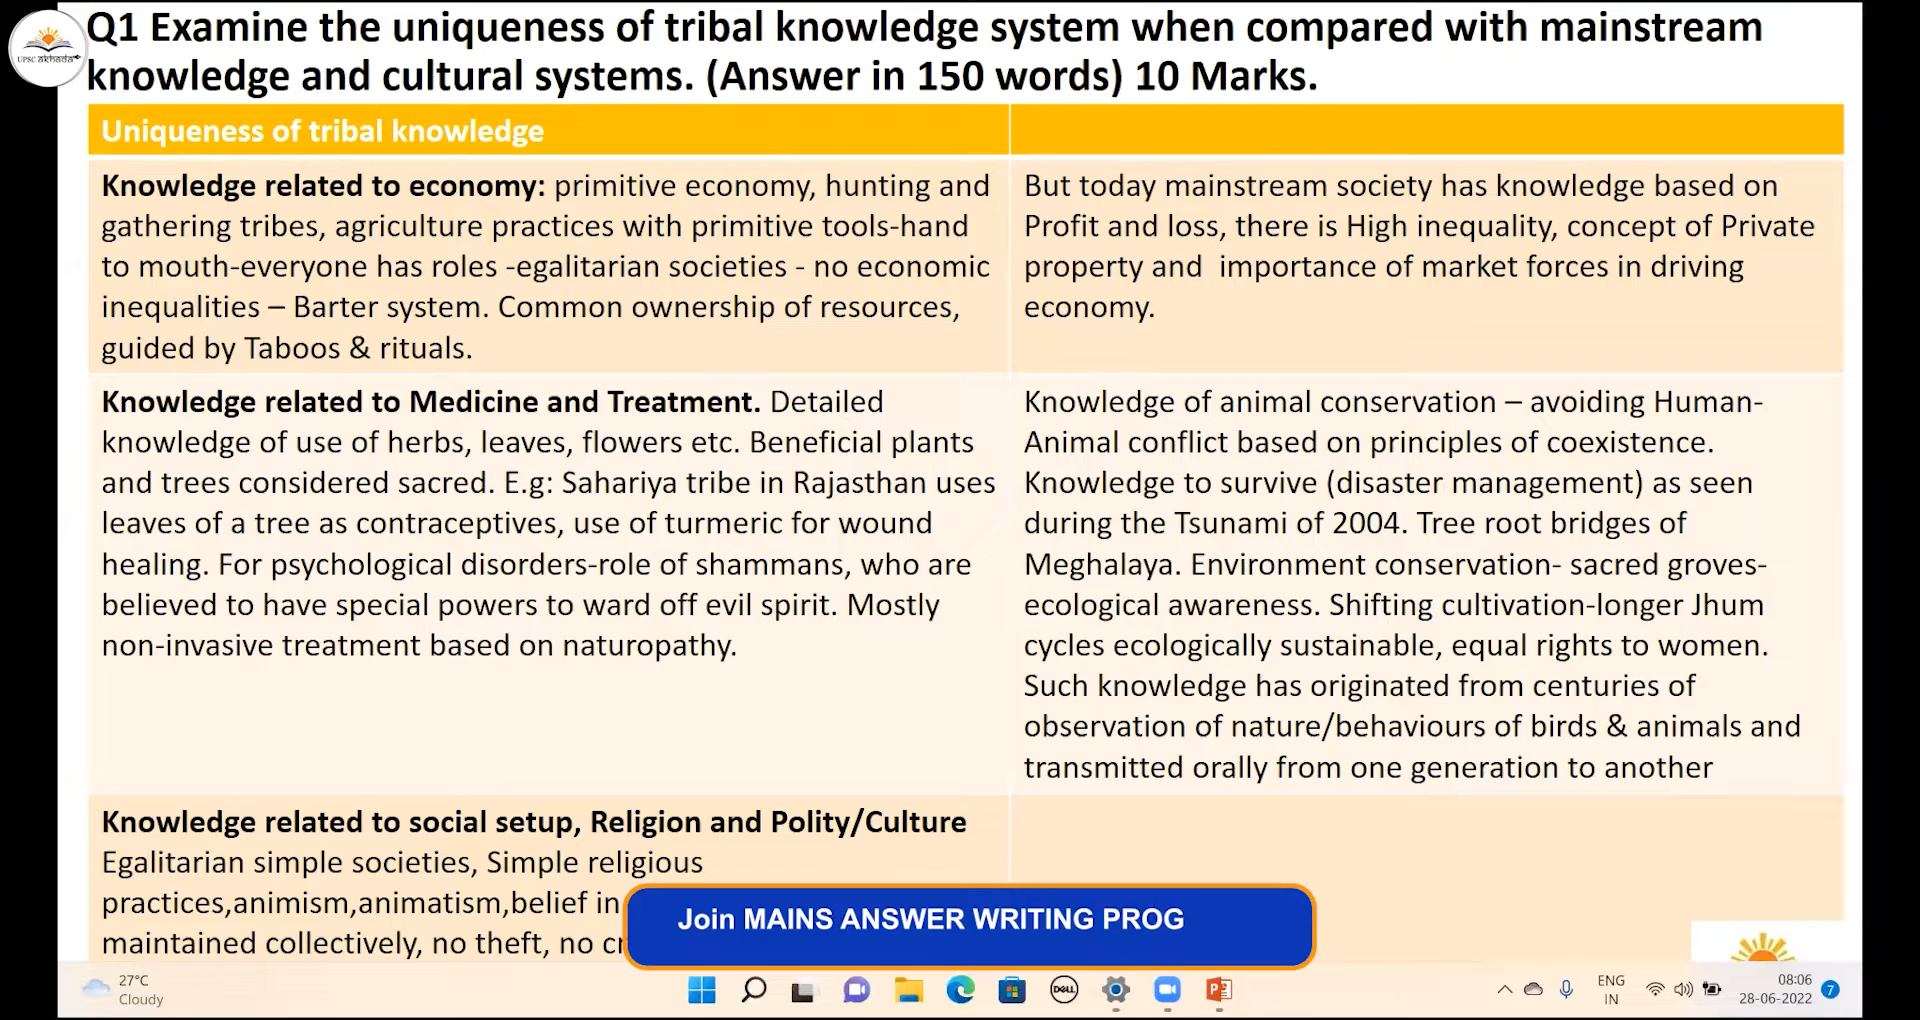 UPSC akhada
Q1 Examine the uniqueness of tribal knowledge system when compared with mainstream
knowledge and cultural systems. (Answer in 150 words) 10 Marks.
Uniqueness of tribal knowledge
Knowledge related to economy: primitive economy, hunting and
gathering tribes, agriculture practices with primitive tools-hand
to mouth-everyone has roles -egalitarian societies - no economic
inequalities – Barter system. Common ownership of resources,
guided by Taboos & rituals.
But today mainstream society has knowledge based on
Profit and loss, there is High inequality, concept of Private
property and  importance of market forces in driving
economy.
Knowledge related to Medicine and Treatment. Detailed
knowledge of use of herbs, leaves, flowers etc. Beneficial plants
and trees considered sacred. E.g: Sahariya tribe in Rajasthan uses
leaves of a tree as contraceptives, use of turmeric for wound
healing. For psychological disorders-role of shammans, who are
believed to have special powers to ward off evil spirit. Mostly
non-invasive treatment based on naturopathy.
Knowledge of animal conservation – avoiding Human-
Animal conflict based on principles of coexistence.
Knowledge to survive (disaster management) as seen
during the Tsunami of 2004. Tree root bridges of
Meghalaya. Environment conservation- sacred groves-
ecological awareness. Shifting cultivation-longer Jhum
cycles ecologically sustainable, equal rights to women.
Such knowledge has originated from centuries of
observation of nature/behaviours of birds & animals and
transmitted orally from one generation to another
Knowledge related to social setup, Religion and Polity/Culture
Egalitarian simple societies, Simple religious
practices,animism,animatism,belief in
maintained collectively, no theft, no
Join MAINS ANSWER WRITING PROG
27°C
Cloudy
DELL
ENG
IN
08:06
28-06-2022
7